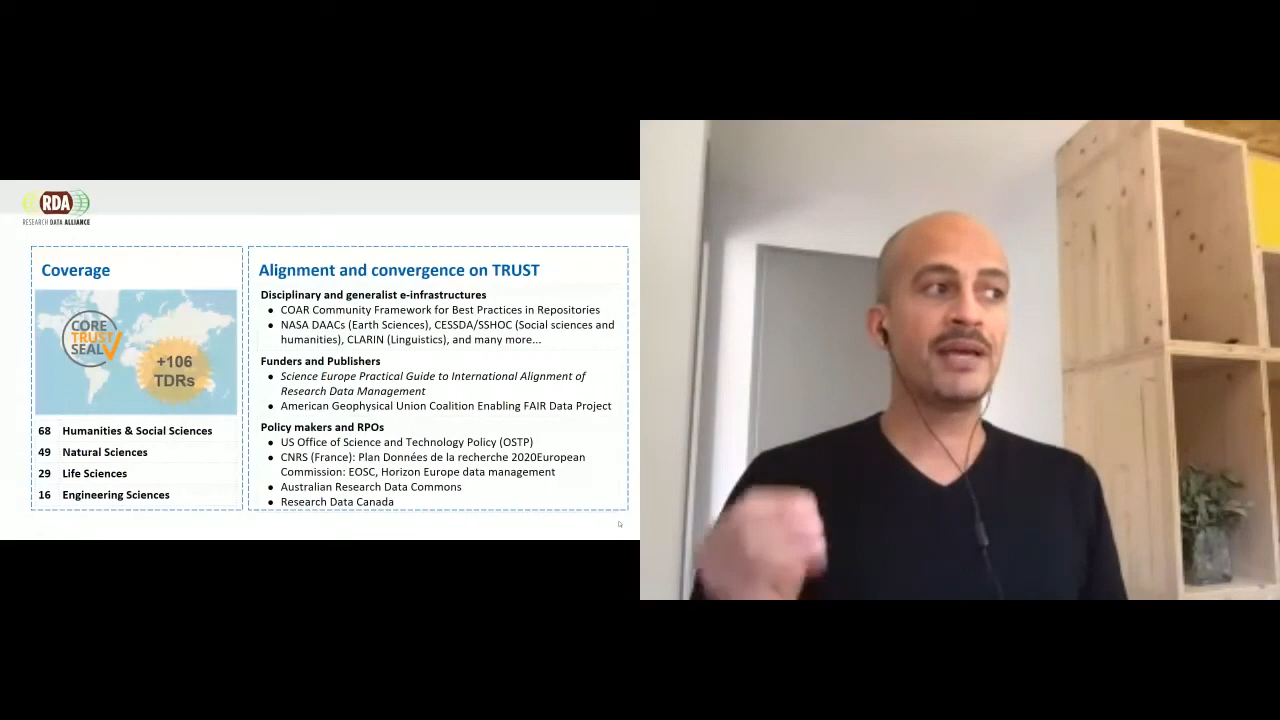 RDA
RESEARCH DATA ALLIANCE
Coverage
CORE
TRUST
SEAL
+106
TDRs
68 Humanities & Social Sciences
49 Natural Sciences
29 Life Sciences
16 Engineering Sciences
Alignment and convergence on TRUST
Disciplinary and generalist e-infrastructures
● COAR Community Framework for Best Practices in Repositories
● NASA DAACs (Earth Sciences), CESSDA/SSHOC (Social sciences and
humanities), CLARIN (Linguistics), and many more...
Funders and Publishers
● Science Europe Practical Guide to International Alignment of
Research Data Management
● American Geophysical Union Coalition Enabling FAIR Data Project
Policy makers and RPOs
● US Office of Science and Technology Policy (OSTP)
● CNRS (France): Plan Données de la recherche 2020European
Commission: EOSC, Horizon Europe data management
● Australian Research Data Commons
● Research Data Canada